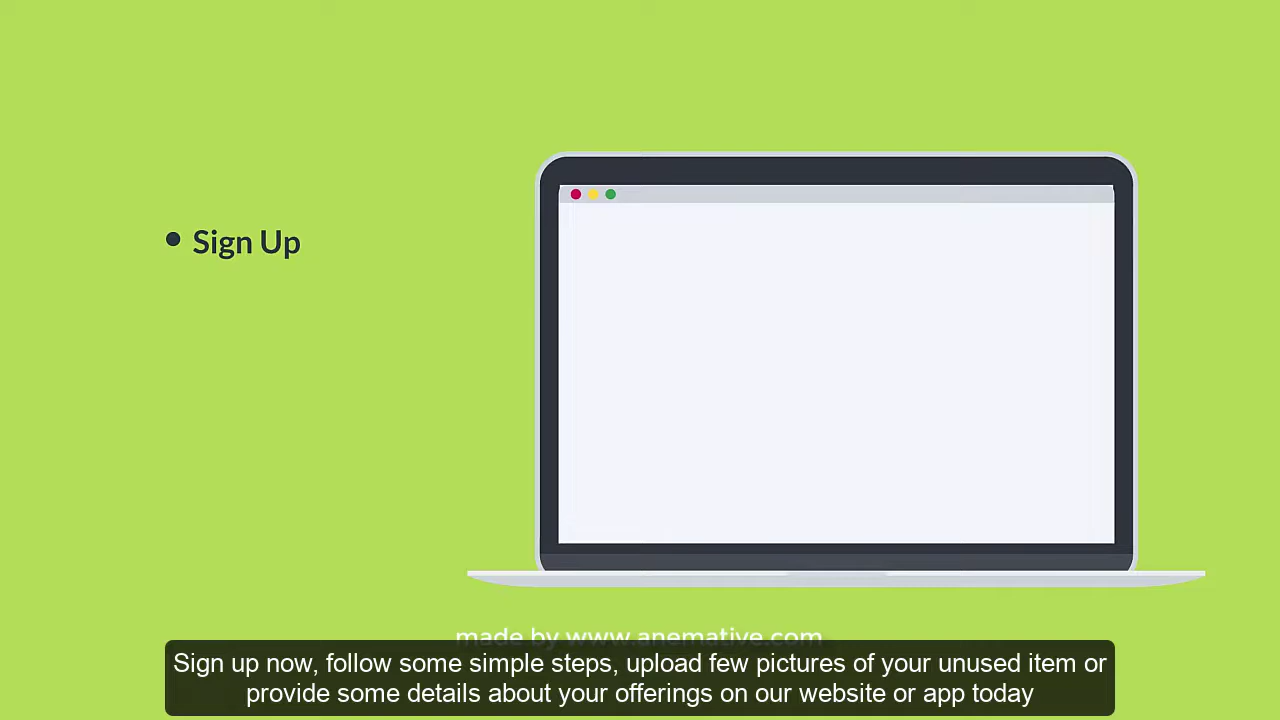 Sign Up
made by www.anemative.com
Sign up now, follow some simple steps, upload few pictures of your unused item or
provide some details about your offerings on our website or app today